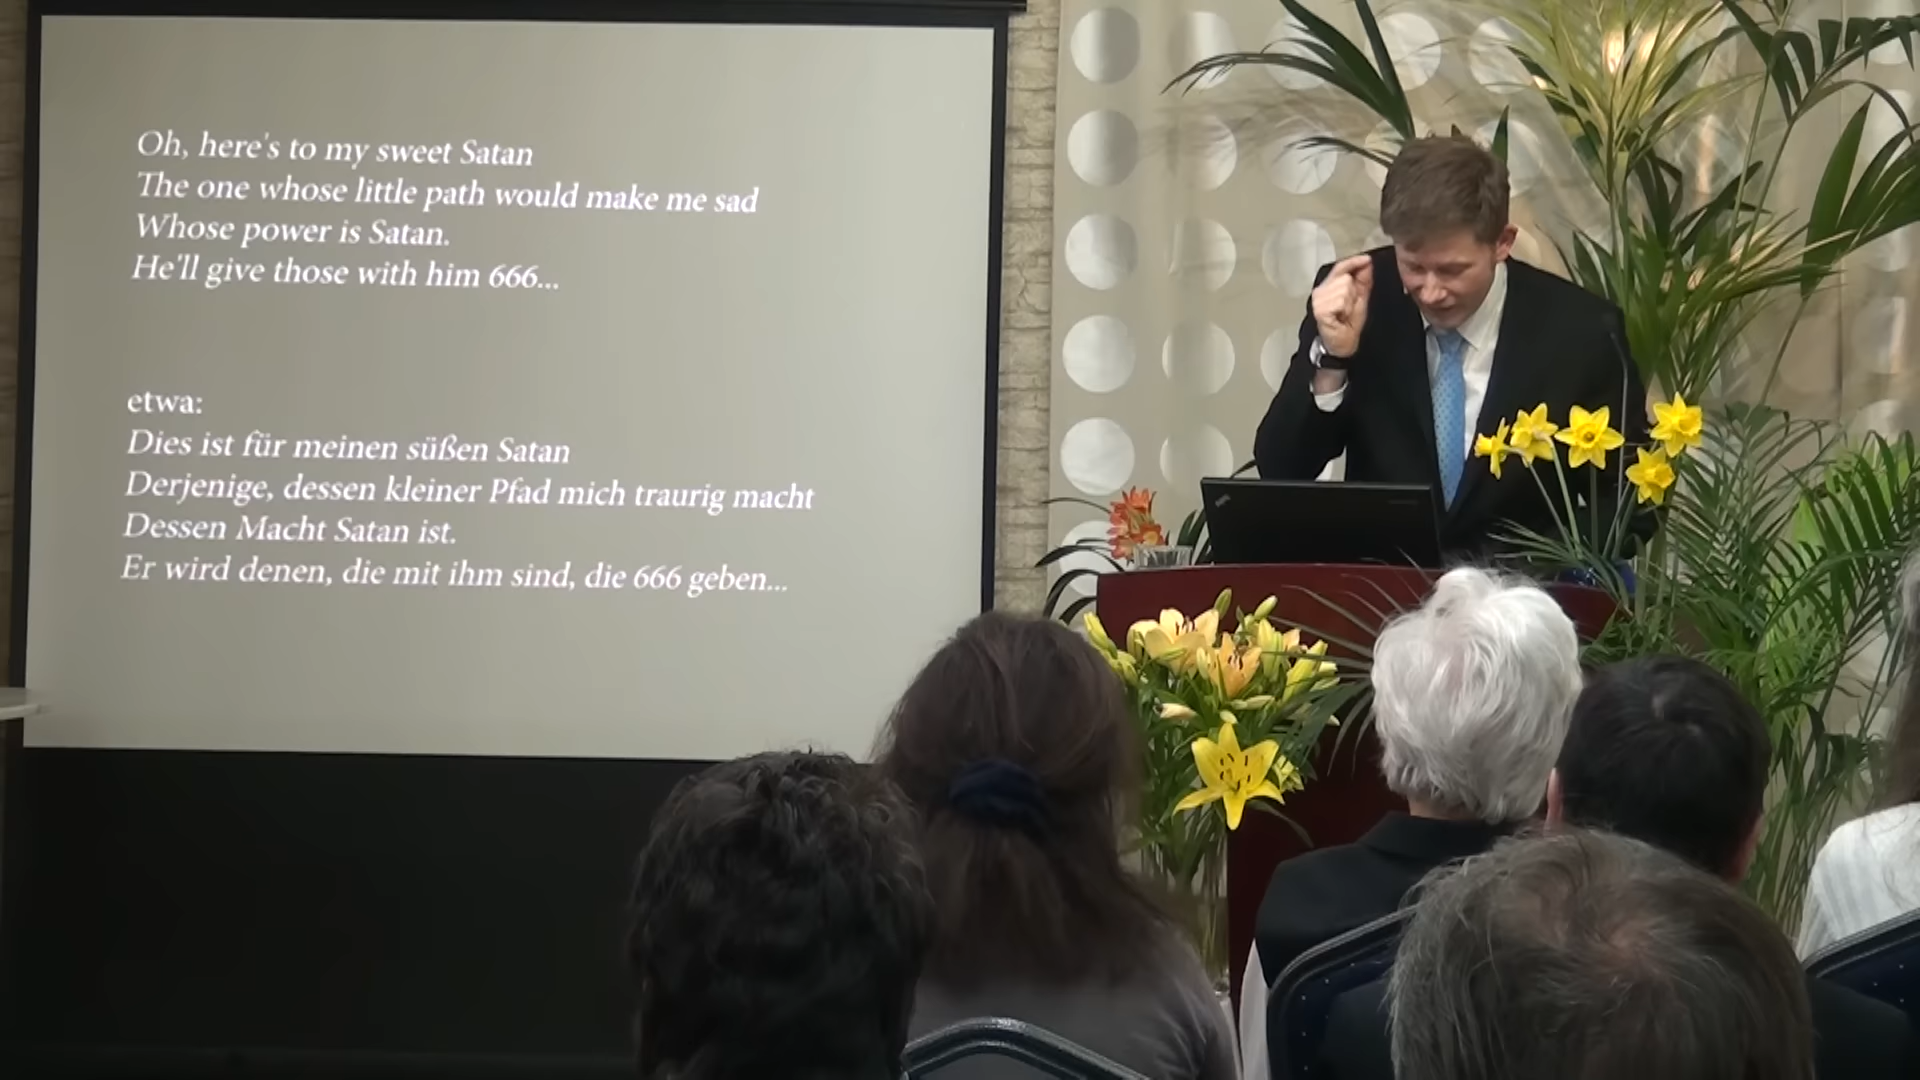 Oh, here's to my sweet Satan
The one whose little path would make me sad
Whose power is Satan.
He'll give those with him 666...
etwa:
Dies ist für meinen süßen Satan
Derjenige, dessen kleiner Pfad mich traurig macht
Dessen Macht Satan ist.
Er wird denen, die mit ihm sind, die 666 geben...